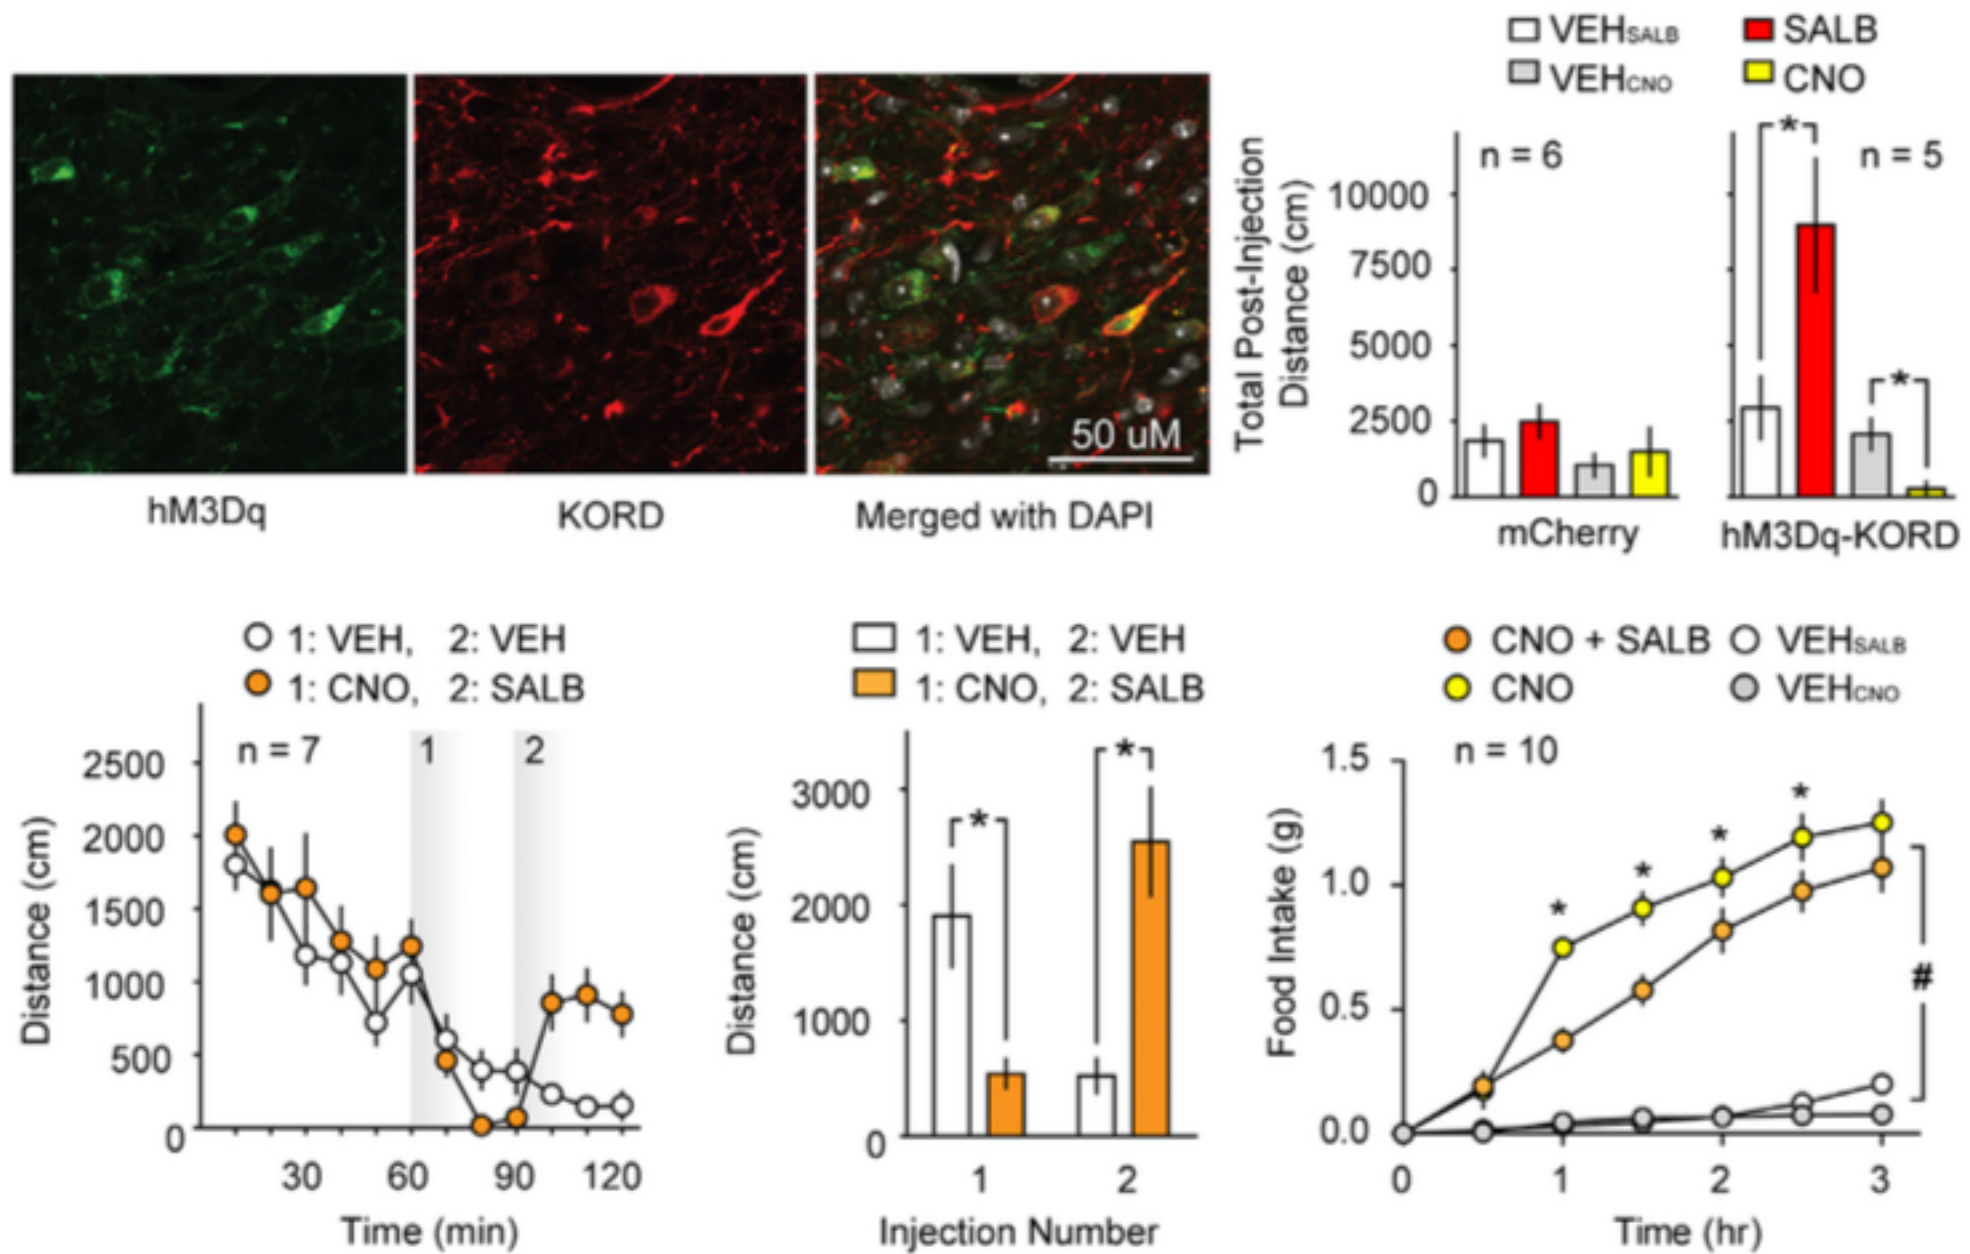 VEHSALB SALB
VEHCNO CNO
50 uM
hM3Dq KORD Merged with DAPI
Total Post-Injection
Distance (cm)
10000
7500
5000
2500
0
n = 6
* n = 5
*
mCherry hM3Dq-KORD
1: VEH, 2: VEH
1: CNO, 2: SALB
n = 7 1 2
Distance (cm)
2500
2000
1500
1000
500
0
30 60 90 120
Time (min)
1: VEH, 2: VEH
1: CNO, 2: SALB
Distance (cm)
3000
2000
1000
0
* *
1 2
Injection Number
CNO + SALB VEHSALB
CNO VEHCNO
n = 10
Food Intake (g)
1.5
1.0
0.5
0.0
* * * *
#
0 1 2 3
Time (hr)